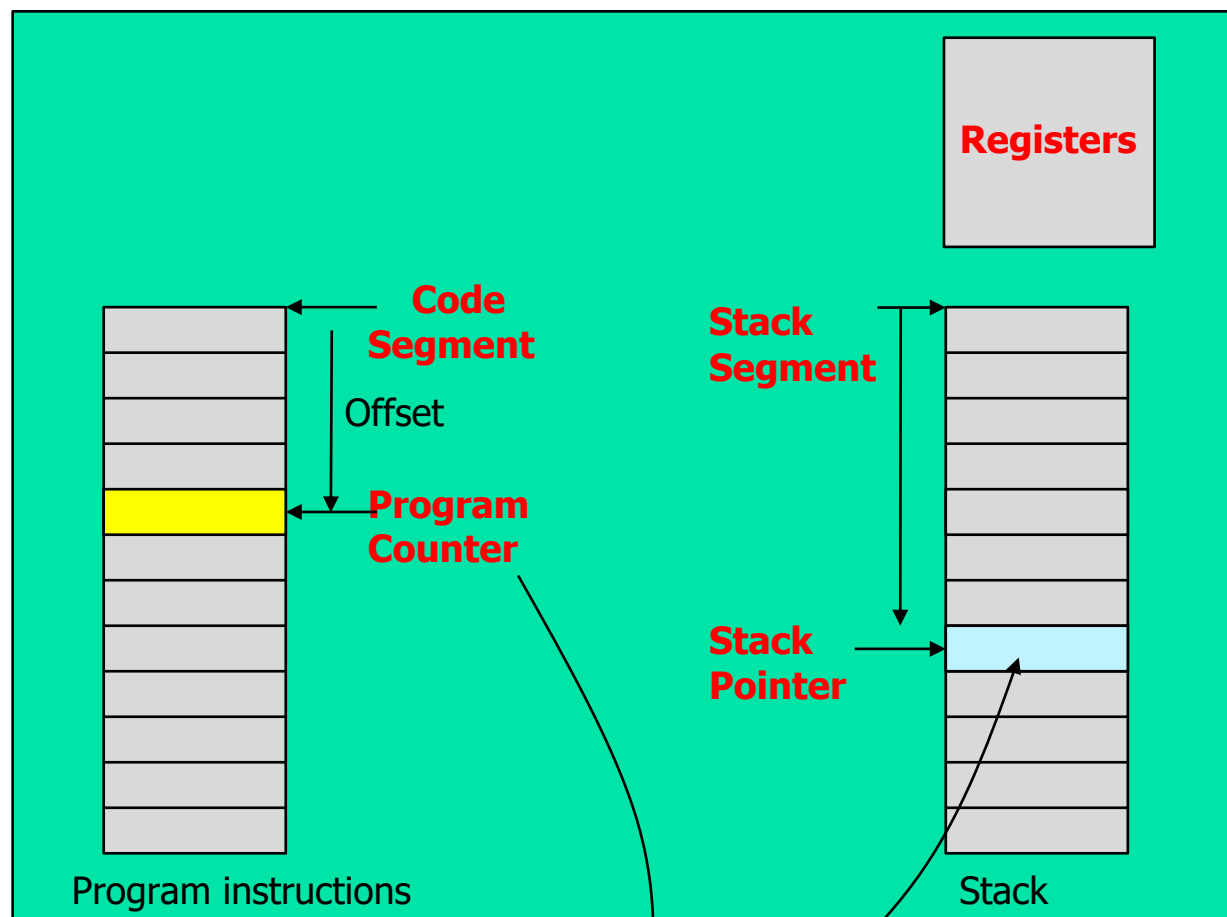 Registers
Code
Segment
Offset
Program
Counter
Program instructions
Stack
Segment
Stack
Pointer
Stack